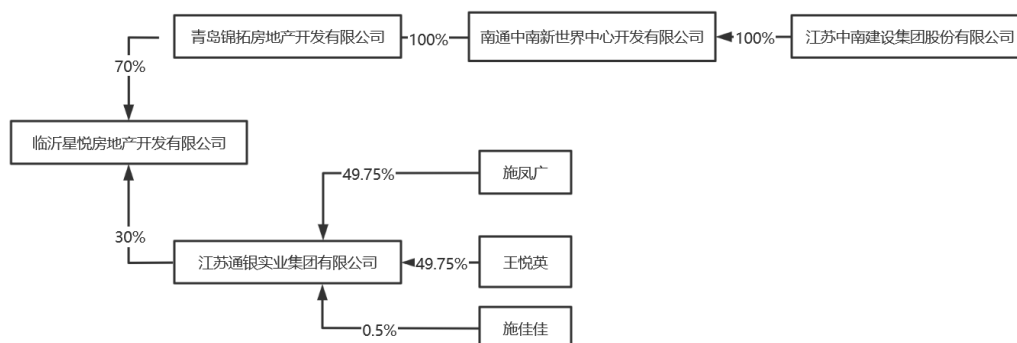 青岛锦拓房地产开发有限公司
100%
南通中南新世界中心开发有限公司
100%
江苏中南建设集团股份有限公司
70%
临沂星悦房地产开发有限公司
49.75%
施凤广
30%
江苏通银实业集团有限公司
49.75%
王悦英
0.5%
施佳佳